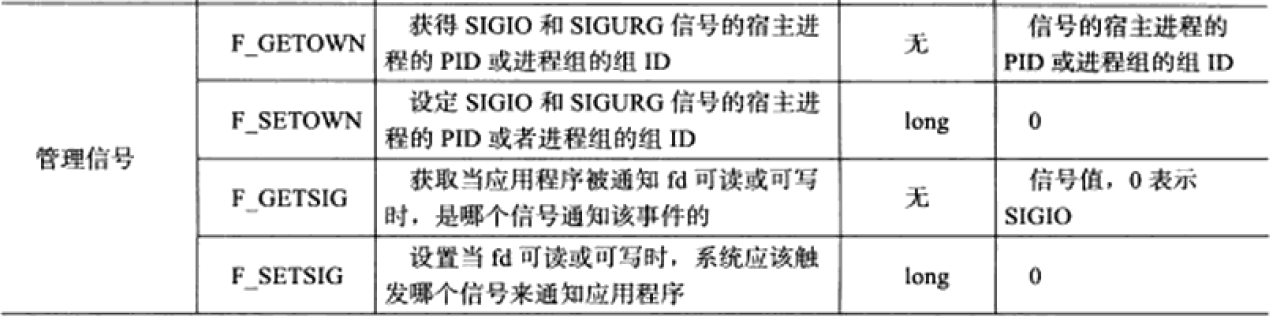 F_GETOWN
获得 SIGIO 和 SIGURG 信号的宿主进
程的 PID 或进程组的组 ID
无
信号的宿主进程的
PID 或进程组的组 ID
管理信号
F_SETOWN
设定 SIGIO 和 SIGURG 信号的宿主进
程的 PID 或者进程组的组 ID
long
0
F_GETSIG
获取当应用程序被通知 fd 可读或可写
时，是哪个信号通知该事件的
无
信号值，0 表示
SIGIO
F_SETSIG
设置当 fd 可读或可写时，系统应该触
发哪个信号来通知应用程序
long
0